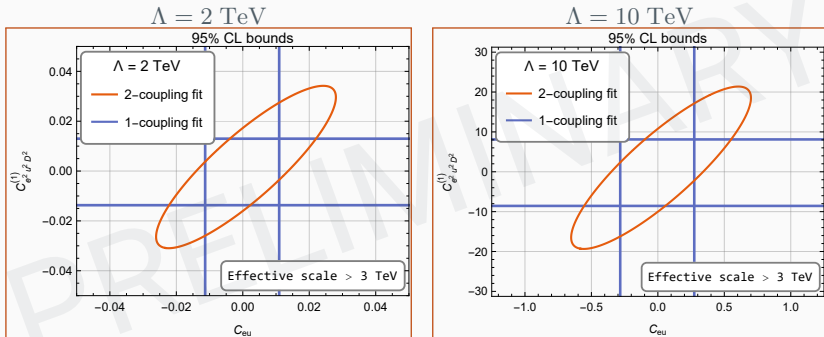 Λ = 2 TeV
95% CL bounds
Λ = 2 TeV
2-coupling fit
1-coupling fit
0.04
0.02
0.00
-0.02
-0.04
C^{(1)}_{e^2 u^2 D^2}
Effective scale > 3 TeV
-0.04 -0.02 0.00 0.02 0.04
C_{eu}
Λ = 10 TeV
95% CL bounds
Λ = 10 TeV
2-coupling fit
1-coupling fit
30
20
10
0
-10
-20
-30
C^{(1)}_{e^2 u^2 D^2}
Effective scale > 3 TeV
-1.0 -0.5 0.0 0.5 1.0
C_{eu}
PRELIMINARY